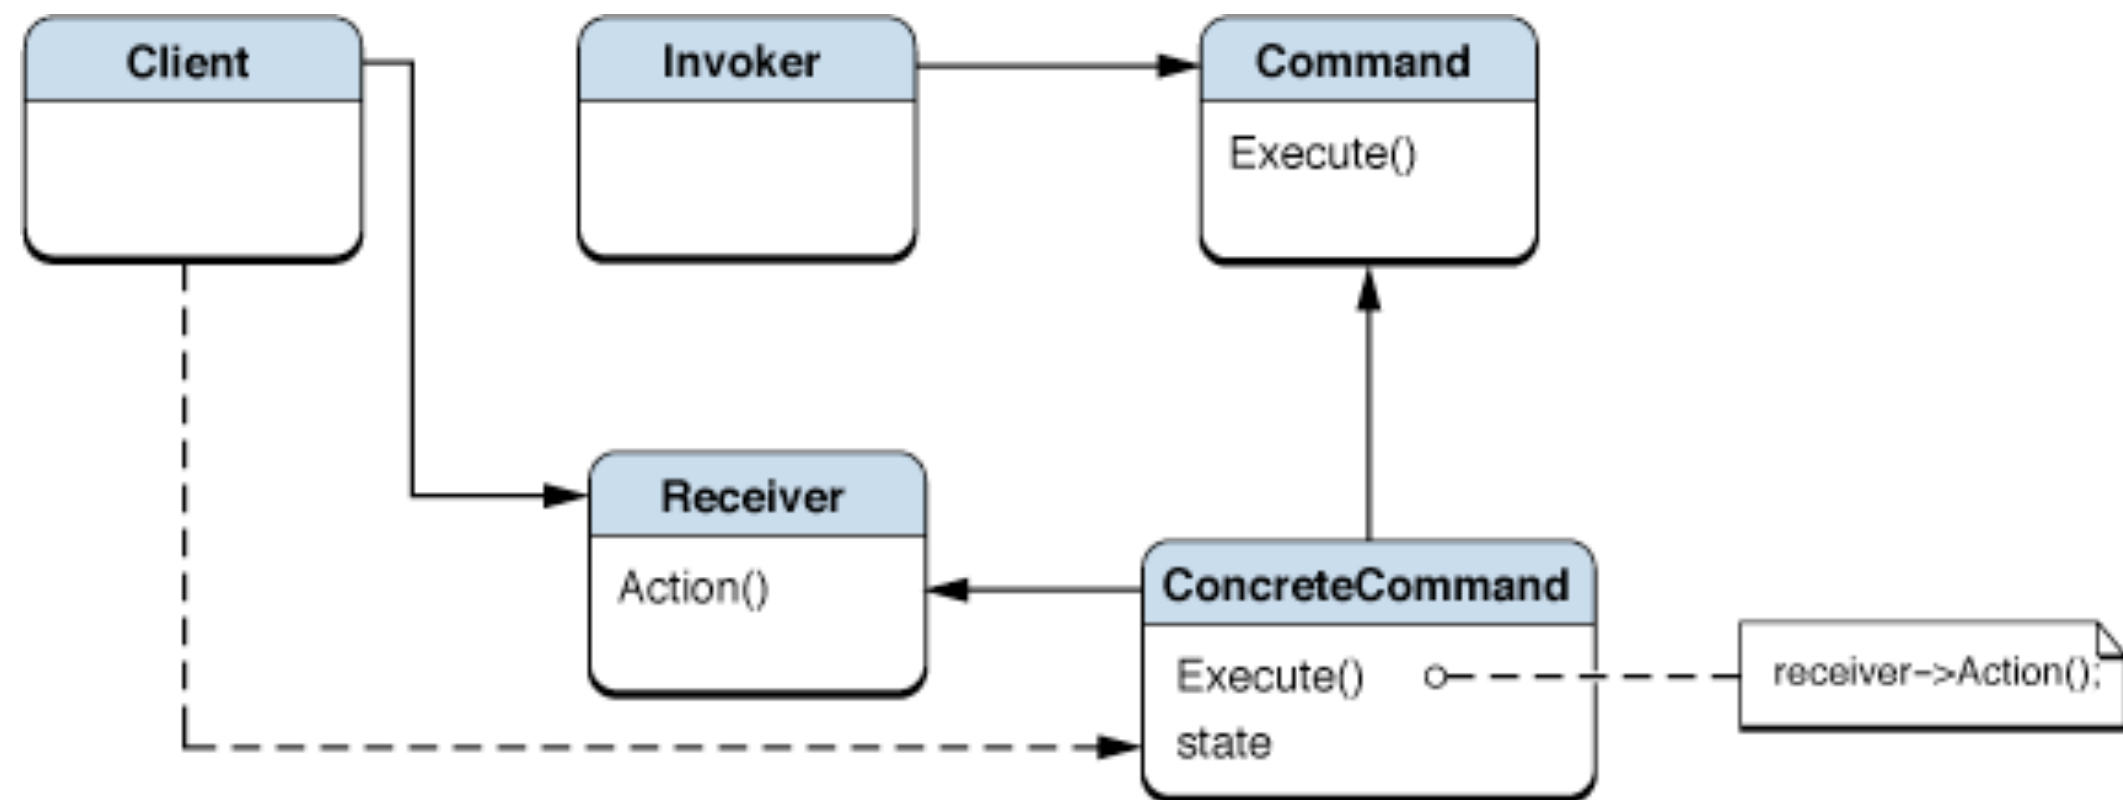 Client
Invoker
Command
Execute()
Receiver
Action()
ConcreteCommand
Execute()
state
receiver->Action();